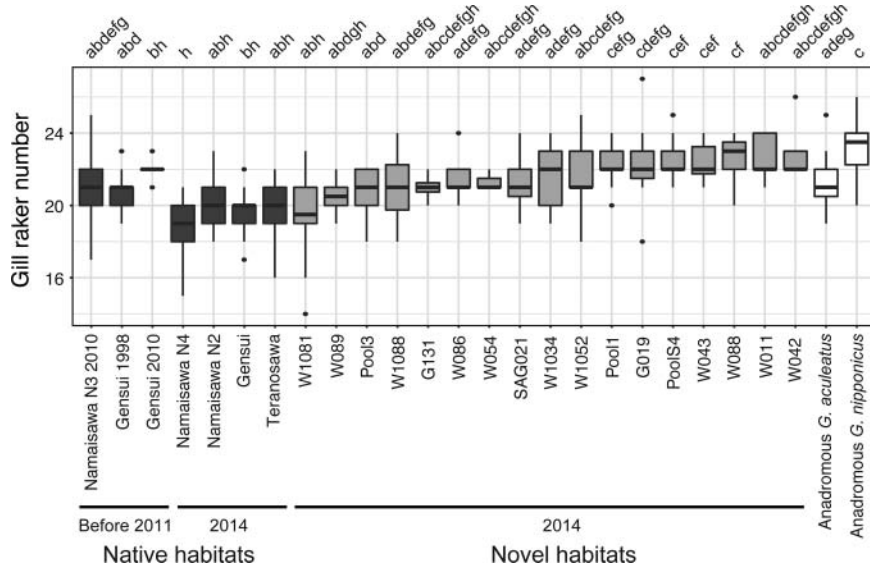 abdefg abd bh h abh bh abh abh abdgh abd abdefg abcdefgh adefg abcdefgh adefg adefg abcdefg cefg cdefg cef cef cf abcdefgh abcdefgh adeg c
Gill raker number
24
20
16
Namaisawa N3 2010
Gensui 1998
Gensui 2010
Namaisawa N4
Namaisawa N2
Gensui
Teranosawa
W1081
W089
Pool3
W1088
G131
W086
W054
SAG021
W1034
W1052
Pool1
G019
PoolS4
W043
W088
W011
W042
Anadromous G. aculeatus
Anadromous G. nipponicus
Before 2011 2014 2014
Native habitats Novel habitats